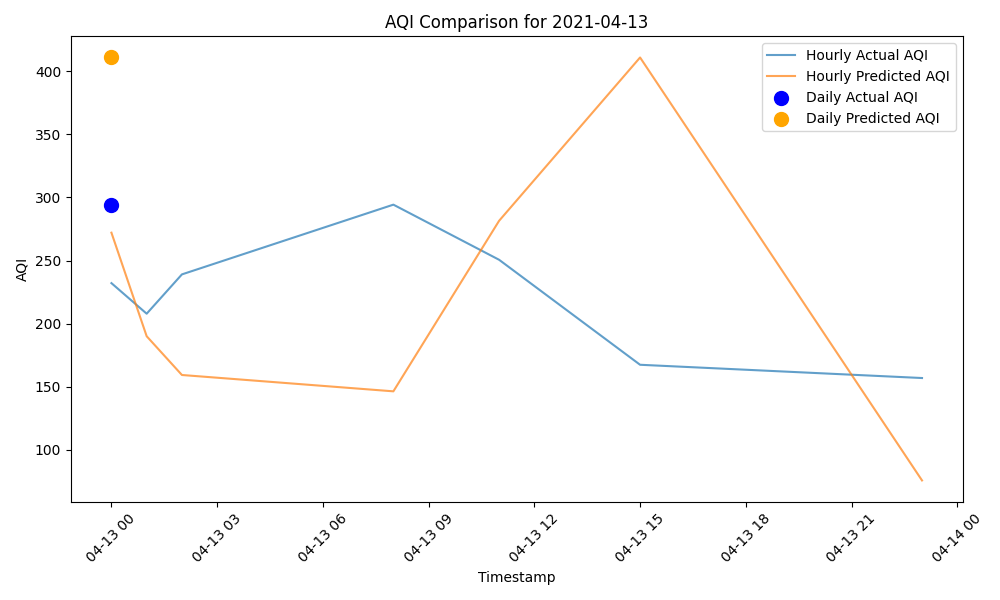 AQI Comparison for 2021-04-13
Hourly Actual AQI
Hourly Predicted AQI
Daily Actual AQI
Daily Predicted AQI
AQI
400
350
300
250
200
150
100
04-13 00
04-13 03
04-13 06
04-13 09
04-13 12
04-13 15
04-13 18
04-13 21
04-14 00
Timestamp